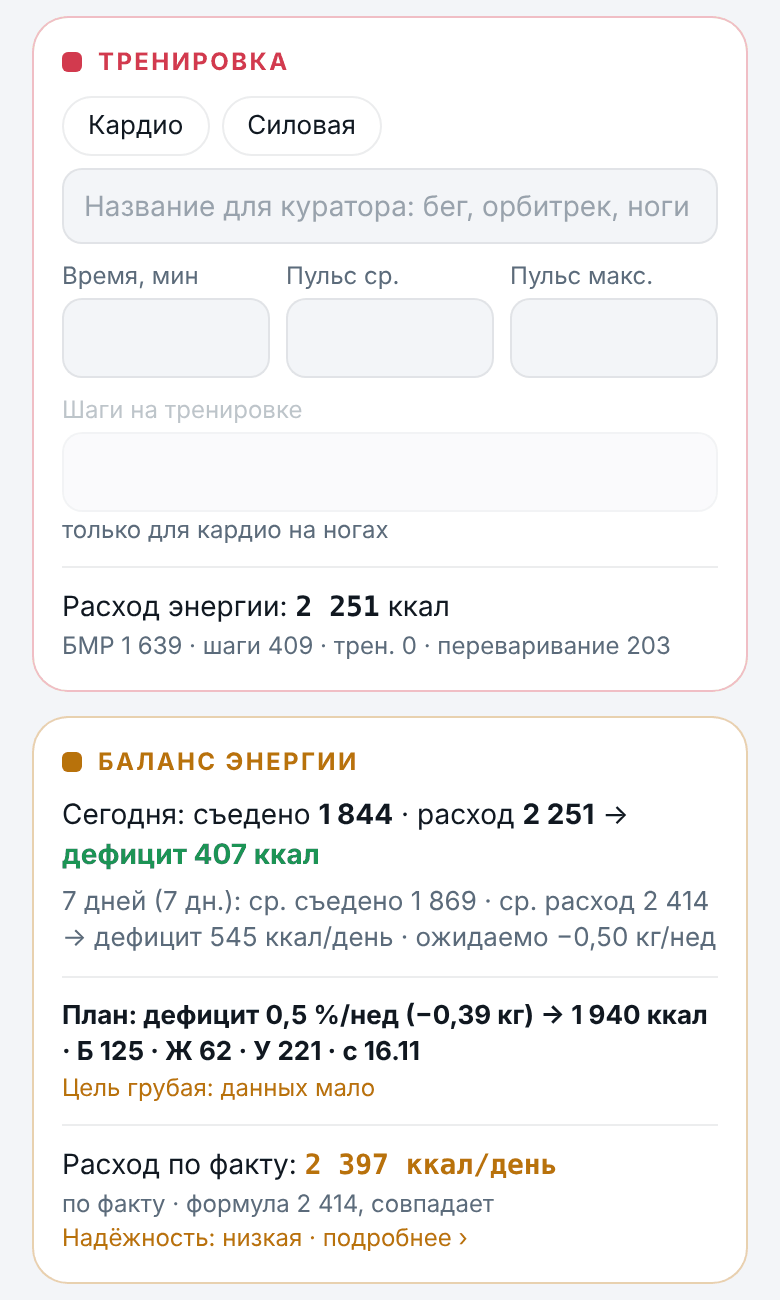 ТРЕНИРОВКА
Кардио Силовая
Название для куратора: бег, орбитрек, ноги
Время, мин Пульс ср. Пульс макс.
Шаги на тренировке
только для кардио на ногах
Расход энергии: 2 251 ккал
БМР 1 639 · шаги 409 · трен. 0 · переваривание 203
БАЛАНС ЭНЕРГИИ
Сегодня: съедено 1 844 · расход 2 251 →
дефицит 407 ккал
7 дней (7 дн.): ср. съедено 1 869 · ср. расход 2 414
→ дефицит 545 ккал/день · ожидаемо −0,50 кг/нед
План: дефицит 0,5 %/нед (−0,39 кг) → 1 940 ккал
· Б 125 · Ж 62 · У 221 · с 16.11
Цель грубая: данных мало
Расход по факту: 2 397 ккал/день
по факту · формула 2 414, совпадает
Надёжность: низкая · подробнее ›